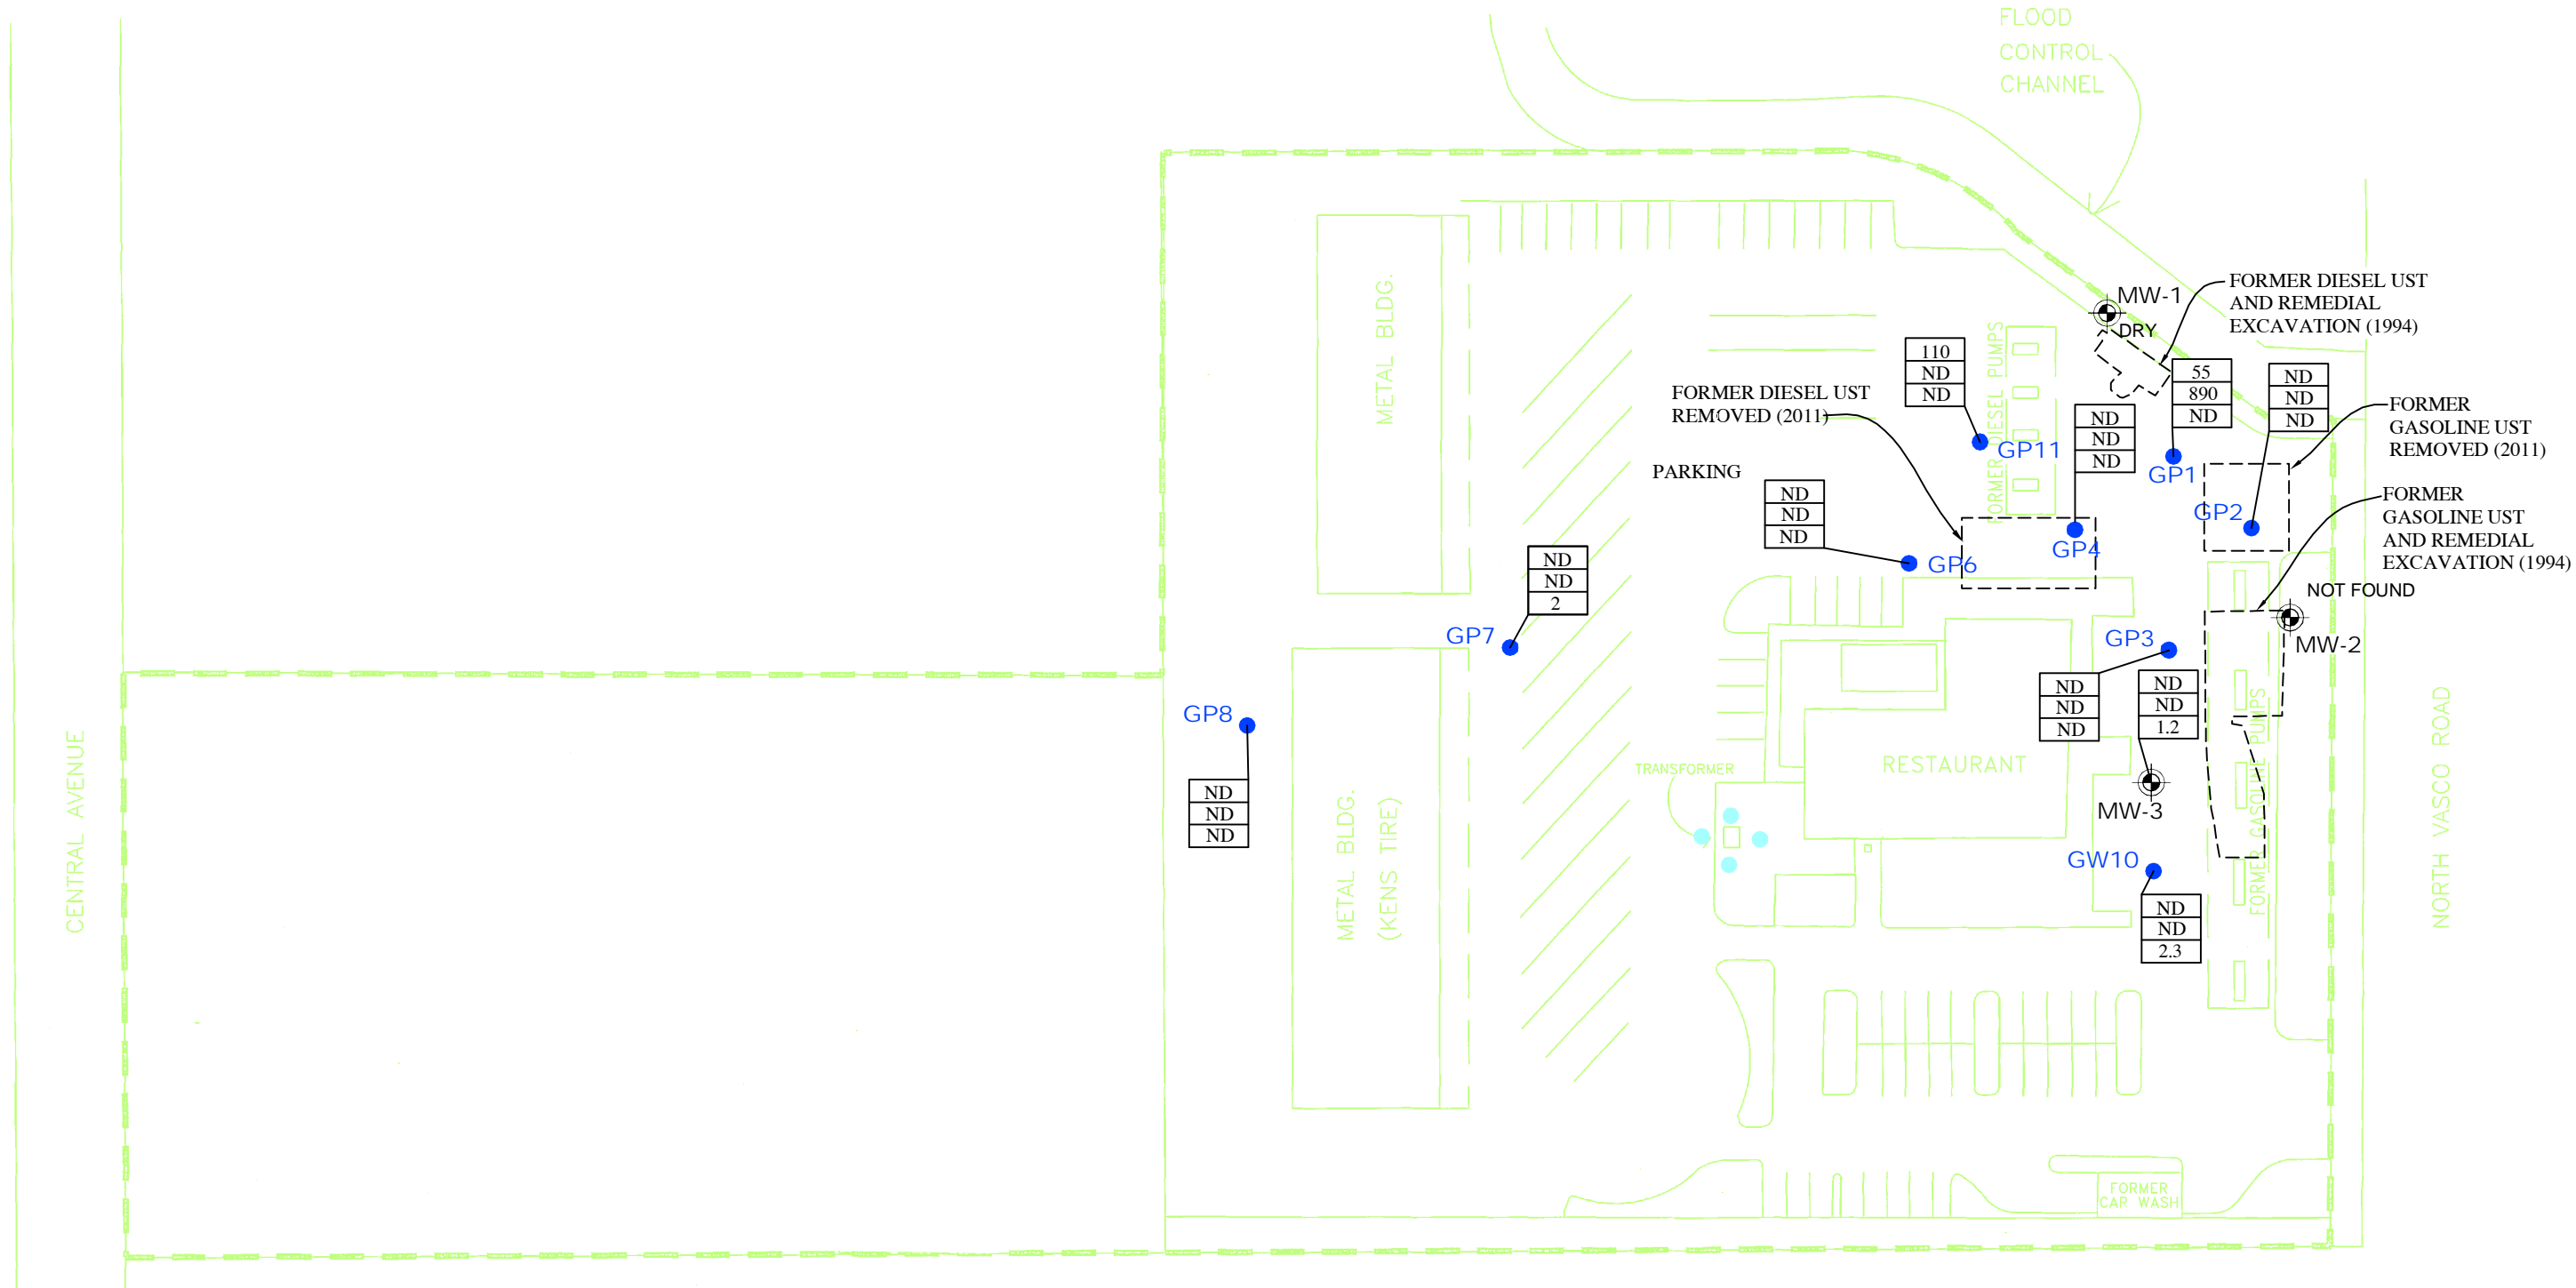 FLOOD
CONTROL
CHANNEL
FORMER DIESEL UST
AND REMEDIAL
EXCAVATION (1994)
MW-1
DRY
METAL BLDG.
FORMER DIESEL PUMPS
110
ND
ND
GP11
55
890
ND
GP1
ND
ND
ND
GP2
FORMER
GASOLINE UST
REMOVED (2011)
FORMER DIESEL UST
REMOVED (2011)
ND
ND
ND
GP4
PARKING
ND
ND
ND
GP6
FORMER
GASOLINE UST
AND REMEDIAL
EXCAVATION (1994)
NOT FOUND
MW-2
ND
ND
2
GP7
GP3
ND
ND
ND
ND
ND
1.2
MW-3
GP8
ND
ND
ND
CENTRAL AVENUE
METAL BLDG.
(KENS TIRE)
TRANSFORMER
RESTAURANT
FORMER GASOLINE PUMPS
NORTH VASCO ROAD
GW10
ND
ND
2.3
FORMER
CAR WASH